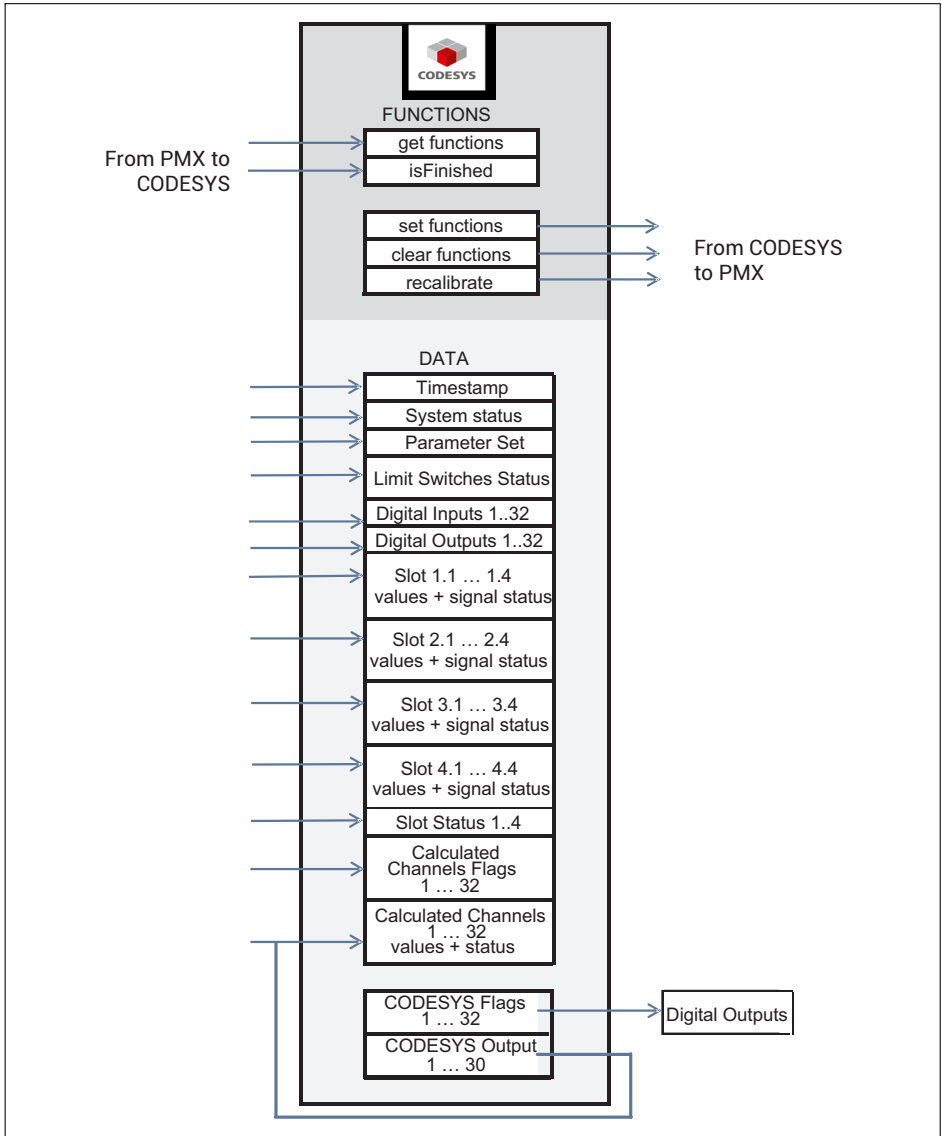 CODESYS
FUNCTIONS
From PMX to
CODESYS
get functions
isFinished
set functions
clear functions
recalibrate
From CODESYS
to PMX
DATA
Timestamp
System status
Parameter Set
Limit Switches Status
Digital Inputs 1..32
Digital Outputs 1..32
Slot 1.1 … 1.4
values + signal status
Slot 2.1 … 2.4
values + signal status
Slot 3.1 … 3.4
values + signal status
Slot 4.1 … 4.4
values + signal status
Slot Status 1..4
Calculated
Channels Flags
1 … 32
Calculated Channels
1 … 32
values + status
CODESYS Flags
1 … 32
Digital Outputs
CODESYS Output
1 … 30